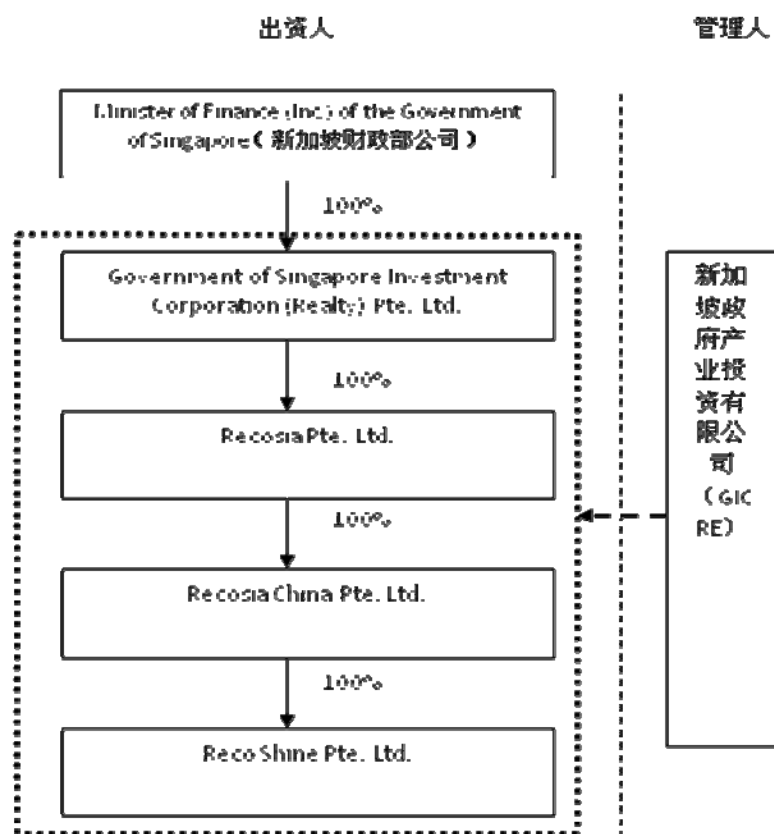 出资人
管理人
Minister of Finance (Inc.) of the Government
of Singapore（新加坡财政部公司）
100%
Government of Singapore Investment
Corporation (Realty) Pte. Ltd.
100%
Recosia Pte. Ltd.
100%
Recosia China Pte. Ltd.
100%
Reco Shine Pte. Ltd.
新加
坡政
府产
业投
资有
限公
司
（GIC
RE）